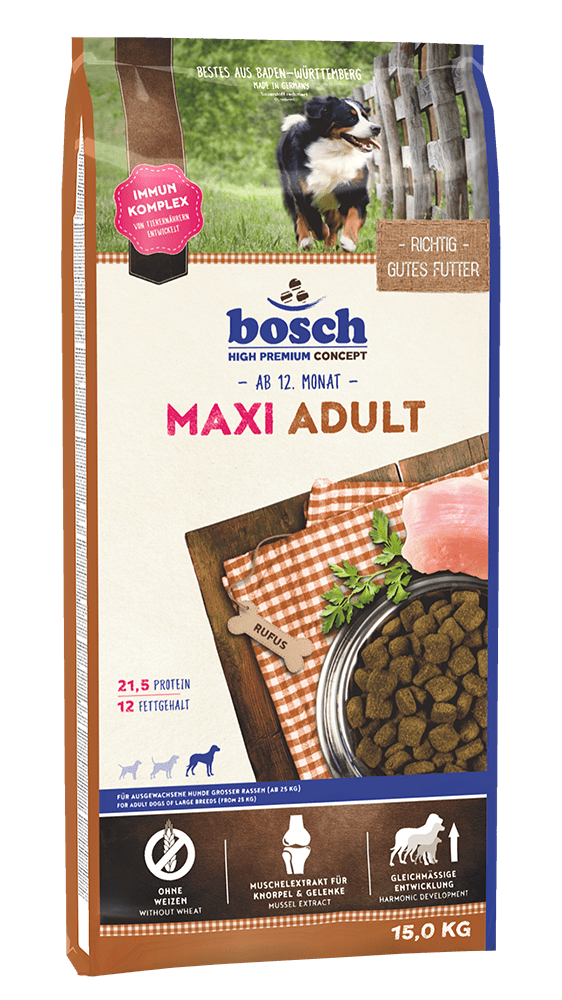 BESTES AUS BADEN-WÜRTTEMBERG
MADE IN GERMANY
IMMUN
KOMPLEX
VON TIERERNÄHRERN
ENTWICKELT
- RICHTIG -
GUTES FUTTER
bosch
HIGH PREMIUM CONCEPT
- AB 12. MONAT -
MAXI ADULT
RUFUS
21,5 PROTEIN
12 FETTGEHALT
FÜR AUSGEWACHSENE HUNDE GROSSER RASSEN (AB 25 KG)
FOR ADULT DOGS OF LARGE BREEDS (FROM 25 KG)
OHNE
WEIZEN
WITHOUT WHEAT
MUSCHELEXTRAKT FÜR
KNORPEL & GELENKE
MUSSEL EXTRACT
GLEICHMÄSSIGE
ENTWICKLUNG
HARMONIC DEVELOPMENT
15,0 KG